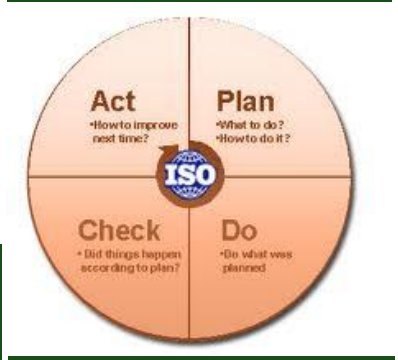 Act
•How to improve
next time?
Plan
•What to do?
•How to do it?
ISO
Check
• Did things happen
according to plan?
Do
•Do what was
planned